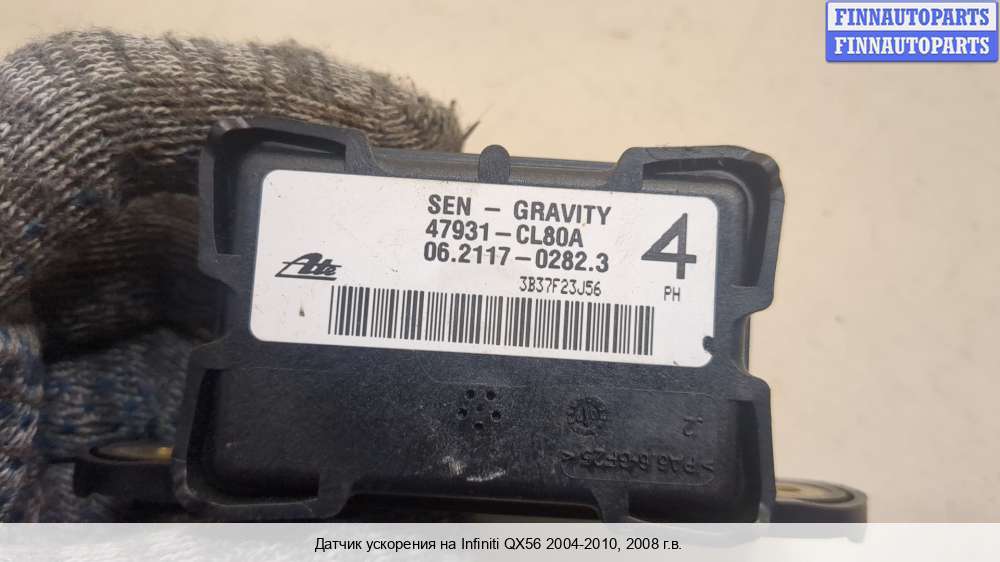 FINNAUTOPARTS
FINNAUTOPARTS
SEN - GRAVITY
47931-CL80A
06.2117-0282.3
4
Ate
3B37F23J56
PH
2
Датчик ускорения на Infiniti QX56 2004-2010, 2008 г.в.